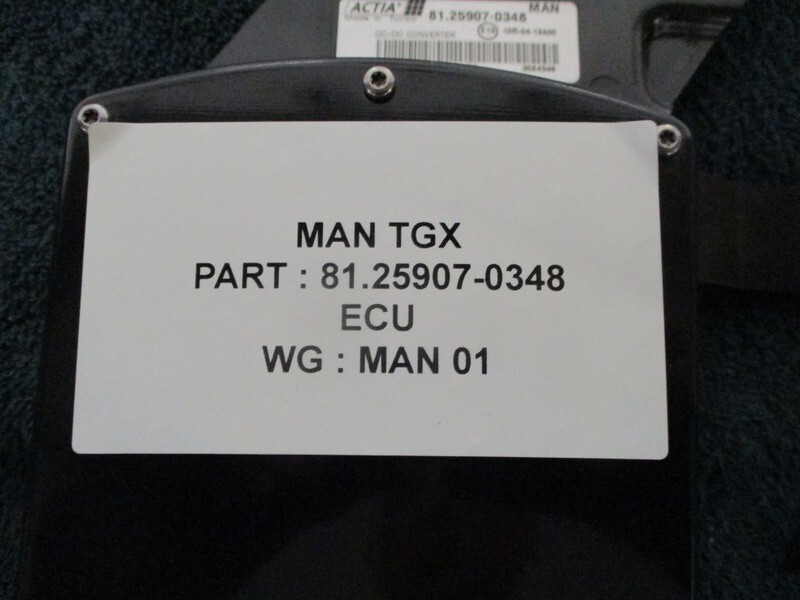 ACTIA MAN
81.25907-0348
DC/DC CONVERTER
MAN TGX
PART : 81.25907-0348
ECU
WG : MAN 01